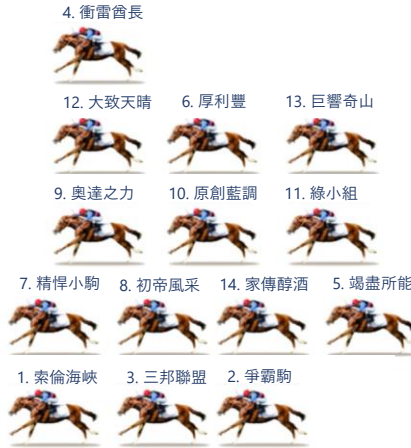 4. 衝雷酋長
12. 大致天晴 6. 厚利豐 13. 巨響奇山
9. 奧達之力 10. 原創藍調 11. 綠小組
7. 精悍小駒 8. 初帝風采 14. 家傳醇酒 5. 竭盡所能
1. 索倫海峽 3. 三邦聯盟 2. 爭霸駒